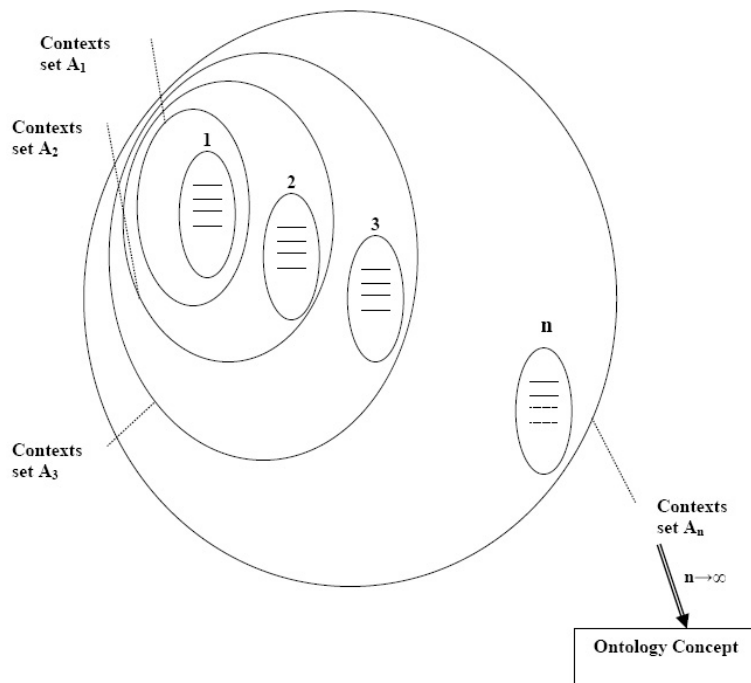 Contexts
set A₁
Contexts
set A₂
1
2
3
n
Contexts
set A₃
Contexts
set Aₙ
n→∞
Ontology Concept